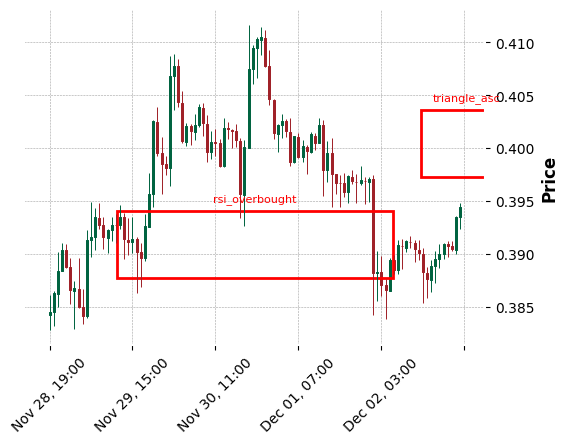 0.410
triangle_asc
0.405
0.400
rsi_overbought
0.395
0.390
0.385
Price
Nov 28, 19:00
Nov 29, 15:00
Nov 30, 11:00
Dec 01, 07:00
Dec 02, 03:00